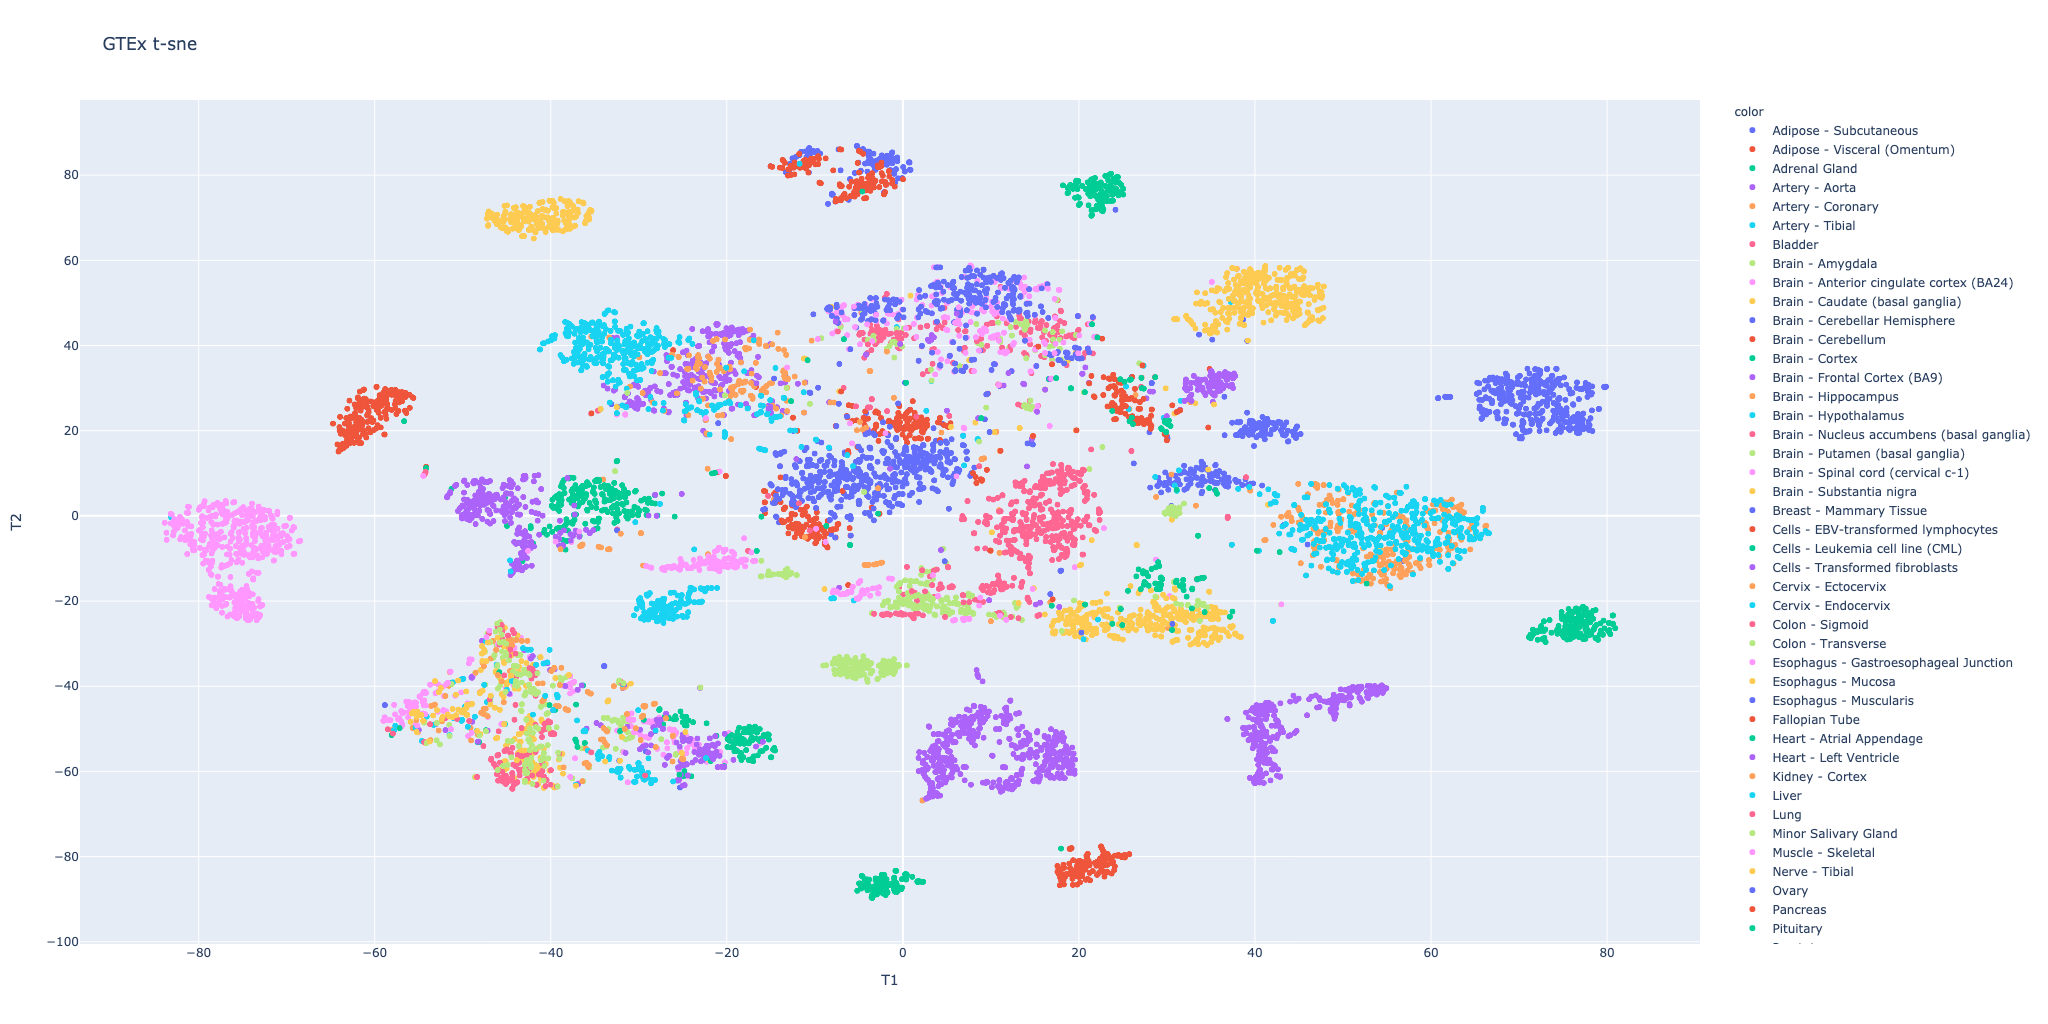 GTEx t-sne
T2
80
60
40
20
0
−20
−40
−60
−80
−100
−80
−60
−40
−20
0
20
40
60
80
T1
color
Adipose - Subcutaneous
Adipose - Visceral (Omentum)
Adrenal Gland
Artery - Aorta
Artery - Coronary
Artery - Tibial
Bladder
Brain - Amygdala
Brain - Anterior cingulate cortex (BA24)
Brain - Caudate (basal ganglia)
Brain - Cerebellar Hemisphere
Brain - Cerebellum
Brain - Cortex
Brain - Frontal Cortex (BA9)
Brain - Hippocampus
Brain - Hypothalamus
Brain - Nucleus accumbens (basal ganglia)
Brain - Putamen (basal ganglia)
Brain - Spinal cord (cervical c-1)
Brain - Substantia nigra
Breast - Mammary Tissue
Cells - EBV-transformed lymphocytes
Cells - Leukemia cell line (CML)
Cells - Transformed fibroblasts
Cervix - Ectocervix
Cervix - Endocervix
Colon - Sigmoid
Colon - Transverse
Esophagus - Gastroesophageal Junction
Esophagus - Mucosa
Esophagus - Muscularis
Fallopian Tube
Heart - Atrial Appendage
Heart - Left Ventricle
Kidney - Cortex
Liver
Lung
Minor Salivary Gland
Muscle - Skeletal
Nerve - Tibial
Ovary
Pancreas
Pituitary